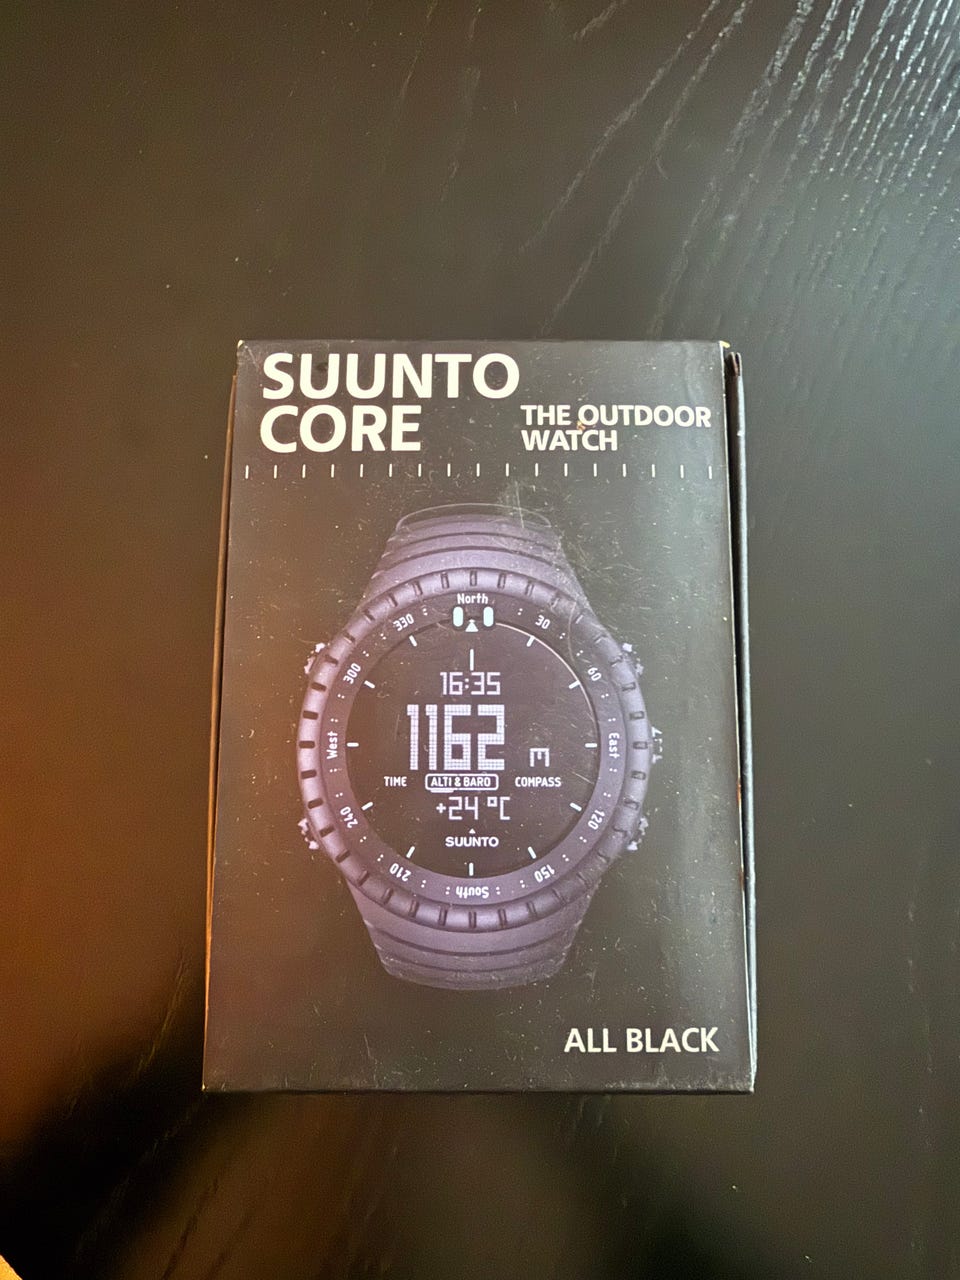 SUUNTO
CORE
THE OUTDOOR
WATCH
North
330
30
300
60
16:35
1162 m
West
East
TIME ALTI & BARO COMPASS
+24 °C
240
120
SUUNTO
210
150
South
ALL BLACK